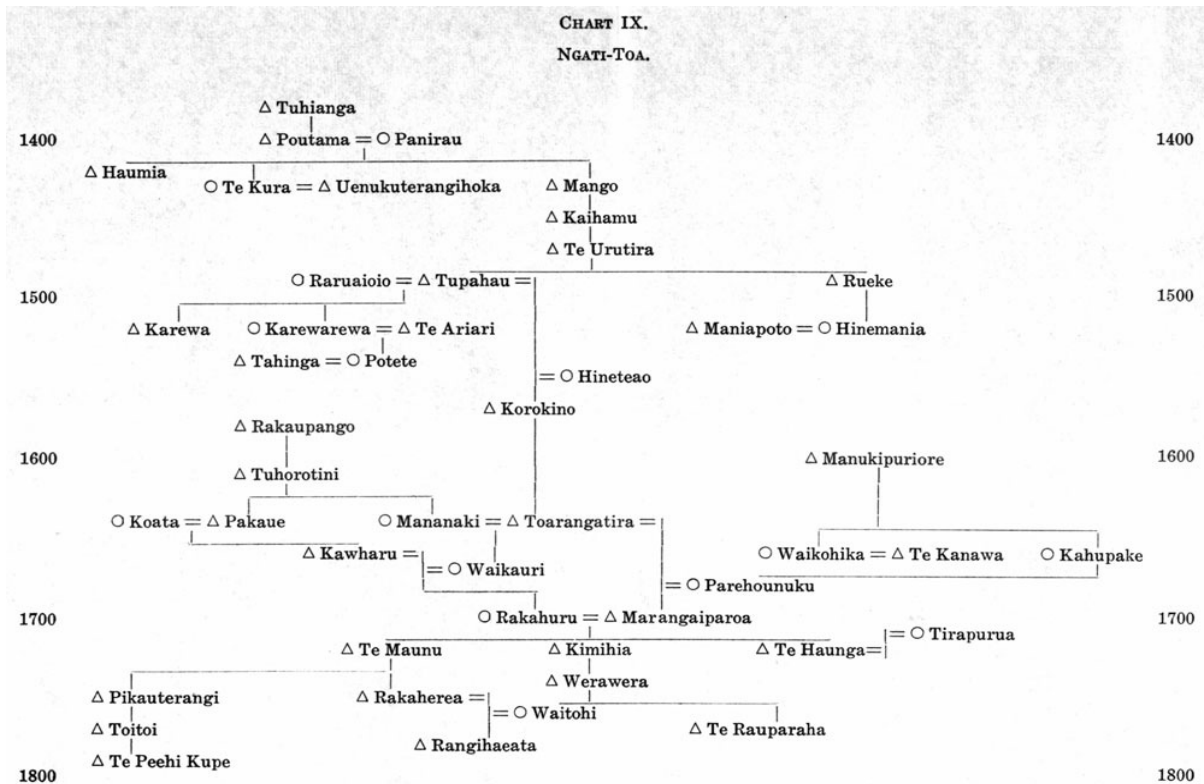 CHART IX.
NGATI-TOA.
△ Tuhianga
1400 △ Poutama = ○ Panirau 1400
△ Haumia
○ Te Kura = △ Uenukuterangihoka △ Mango
△ Kaihamu
△ Te Urutira
○ Raruaioio = △ Tupahau = △ Rueke
1500 1500
△ Karewa ○ Karewarewa = △ Te Ariari △ Maniapoto = ○ Hinemania
△ Tahinga = ○ Potete
= ○ Hineteao
△ Korokino
△ Rakaupango
1600 △ Manukipuriore 1600
△ Tuhorotini
○ Koata = △ Pakaue ○ Mananaki = △ Toarangatira =
△ Kawharu = ○ Waikohika = △ Te Kanawa ○ Kahupake
= ○ Waikauri
= ○ Parehounuku
1700 ○ Rakahuru = △ Marangaiparoa 1700
= ○ Tirapurua
△ Te Maunu △ Kimihia △ Te Haunga=
△ Werawera
△ Pikauterangi △ Rakaherea =
= ○ Waitohi
△ Toitoi △ Te Rauparaha
△ Rangihaeata
△ Te Peehi Kupe
1800 1800